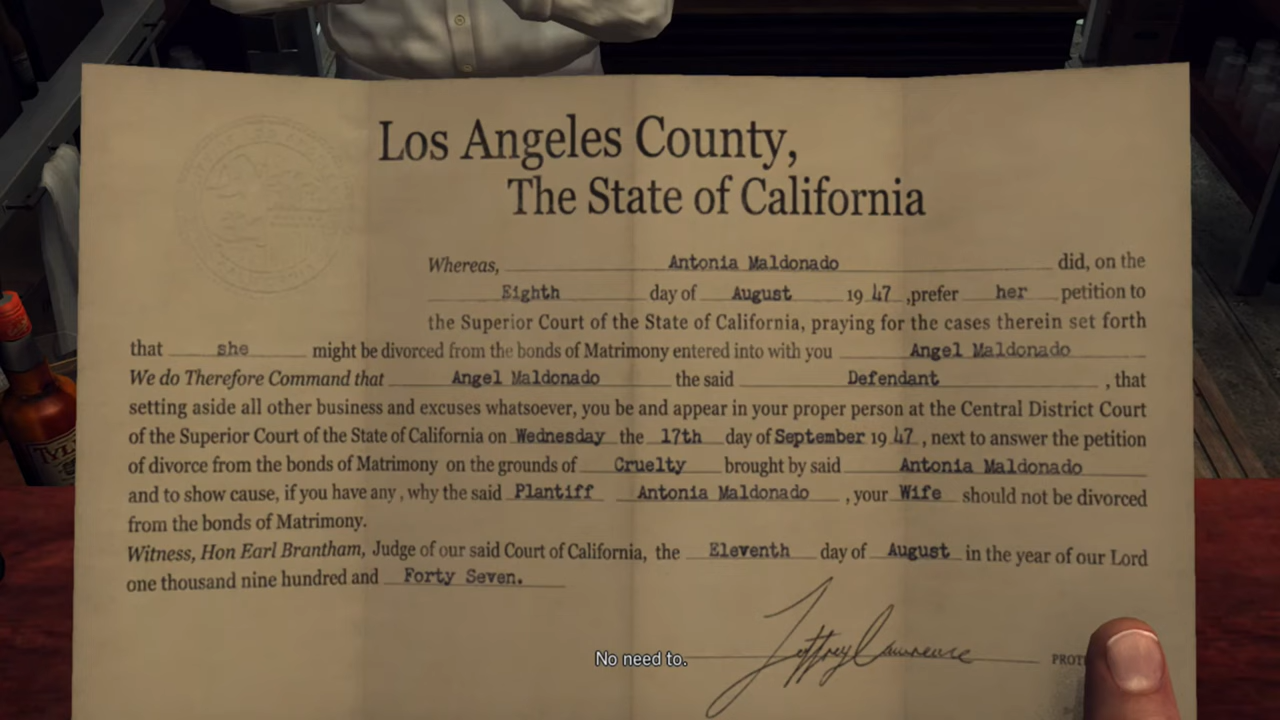 Los Angeles County,
The State of California
Whereas, Antonia Maldonado did, on the
Eighth day of August 19 47 ,prefer her petition to
the Superior Court of the State of California, praying for the cases therein set forth
that she might be divorced from the bonds of Matrimony entered into with you Angel Maldonado
We do Therefore Command that Angel Maldonado the said Defendant , that
setting aside all other business and excuses whatsoever, you be and appear in your proper person at the Central District Court
of the Superior Court of the State of California on Wednesday the 17th day of September 19 47 , next to answer the petition
of divorce from the bonds of Matrimony on the grounds of Cruelty brought by said Antonia Maldonado
and to show cause, if you have any , why the said Plantiff Antonia Maldonado , your Wife should not be divorced
from the bonds of Matrimony.
Witness, Hon Earl Brantham, Judge of our said Court of California, the Eleventh day of August in the year of our Lord
one thousand nine hundred and Forty Seven.
Jeffrey Lawrence
No need to.